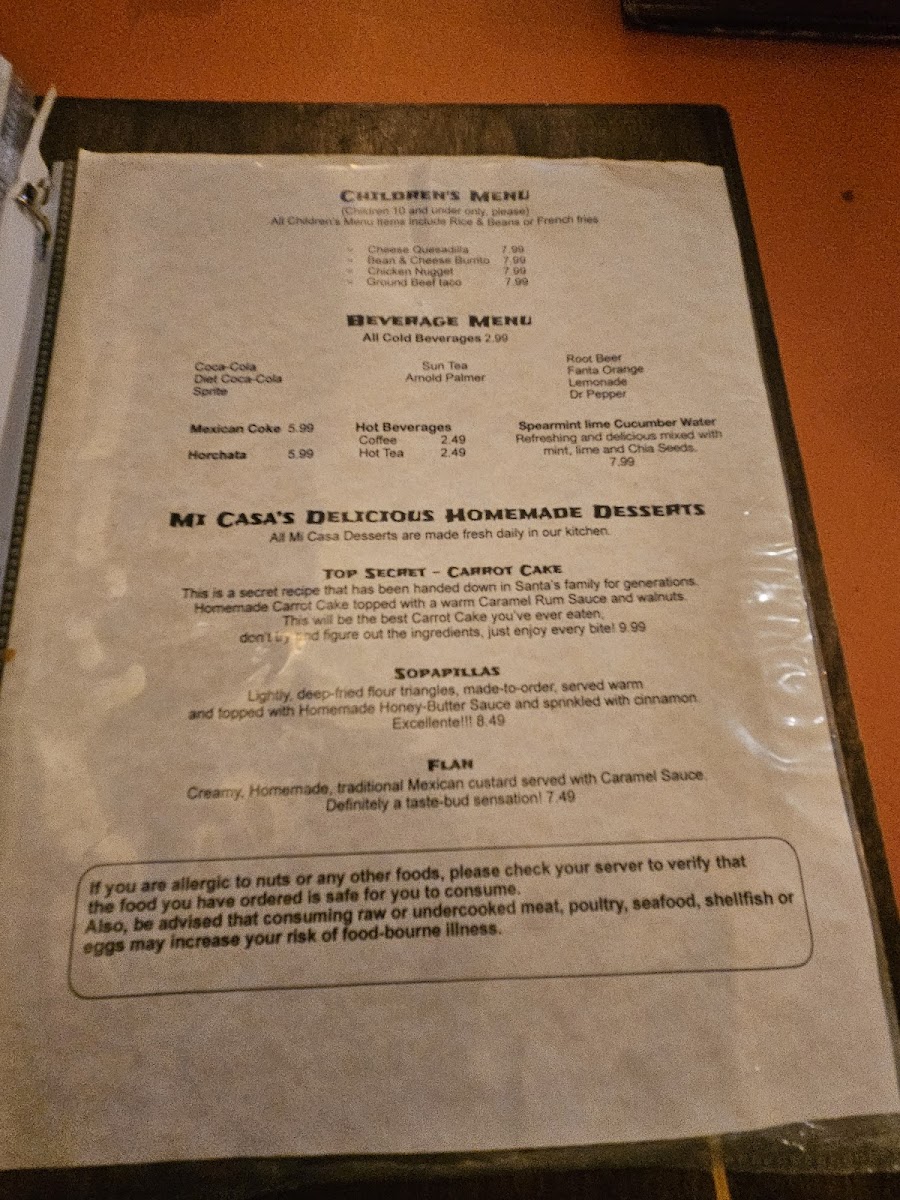 CHILDREN'S MENU
(Children 10 and under only, please)
All Children's Menu Items Include Rice & Beans or French fries
Cheese Quesadilla 7.99
Bean & Cheese Burrito 7.99
Chicken Nugget 7.99
Ground Beef taco 7.99
BEVERAGE MENU
All Cold Beverages 2.99
Coca-Cola
Diet Coca-Cola
Sprite
Sun Tea
Arnold Palmer
Root Beer
Fanta Orange
Lemonade
Dr Pepper
Mexican Coke 5.99
Horchata 5.99
Hot Beverages
Coffee 2.49
Hot Tea 2.49
Spearmint lime Cucumber Water
Refreshing and delicious mixed with
mint, lime and Chia Seeds.
7.99
MI CASA'S DELICIOUS HOMEMADE DESSERTS
All Mi Casa Desserts are made fresh daily in our kitchen.
TOP SECRET - CARROT CAKE
This is a secret recipe that has been handed down in Santa's family for generations.
Homemade Carrot Cake topped with a warm Caramel Rum Sauce and walnuts.
This will be the best Carrot Cake you've ever eaten,
don't try and figure out the ingredients, just enjoy every bite! 9.99
SOPAPILLAS
Lightly, deep-fried flour triangles, made-to-order, served warm
and topped with Homemade Honey-Butter Sauce and sprinkled with cinnamon.
Excellente!!! 8.49
FLAN
Creamy, Homemade, traditional Mexican custard served with Caramel Sauce.
Definitely a taste-bud sensation! 7.49
If you are allergic to nuts or any other foods, please check your server to verify that
the food you have ordered is safe for you to consume.
Also, be advised that consuming raw or undercooked meat, poultry, seafood, shellfish or
eggs may increase your risk of food-bourne illness.